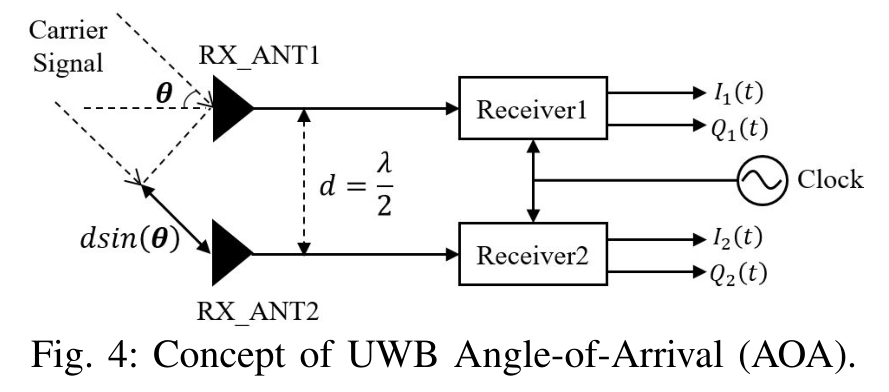 Carrier
Signal
RX_ANT1
θ
Receiver1
I₁(t)
Q₁(t)
d = λ/2
Clock
dsin(θ)
Receiver2
I₂(t)
Q₂(t)
RX_ANT2
Fig. 4: Concept of UWB Angle-of-Arrival (AOA).